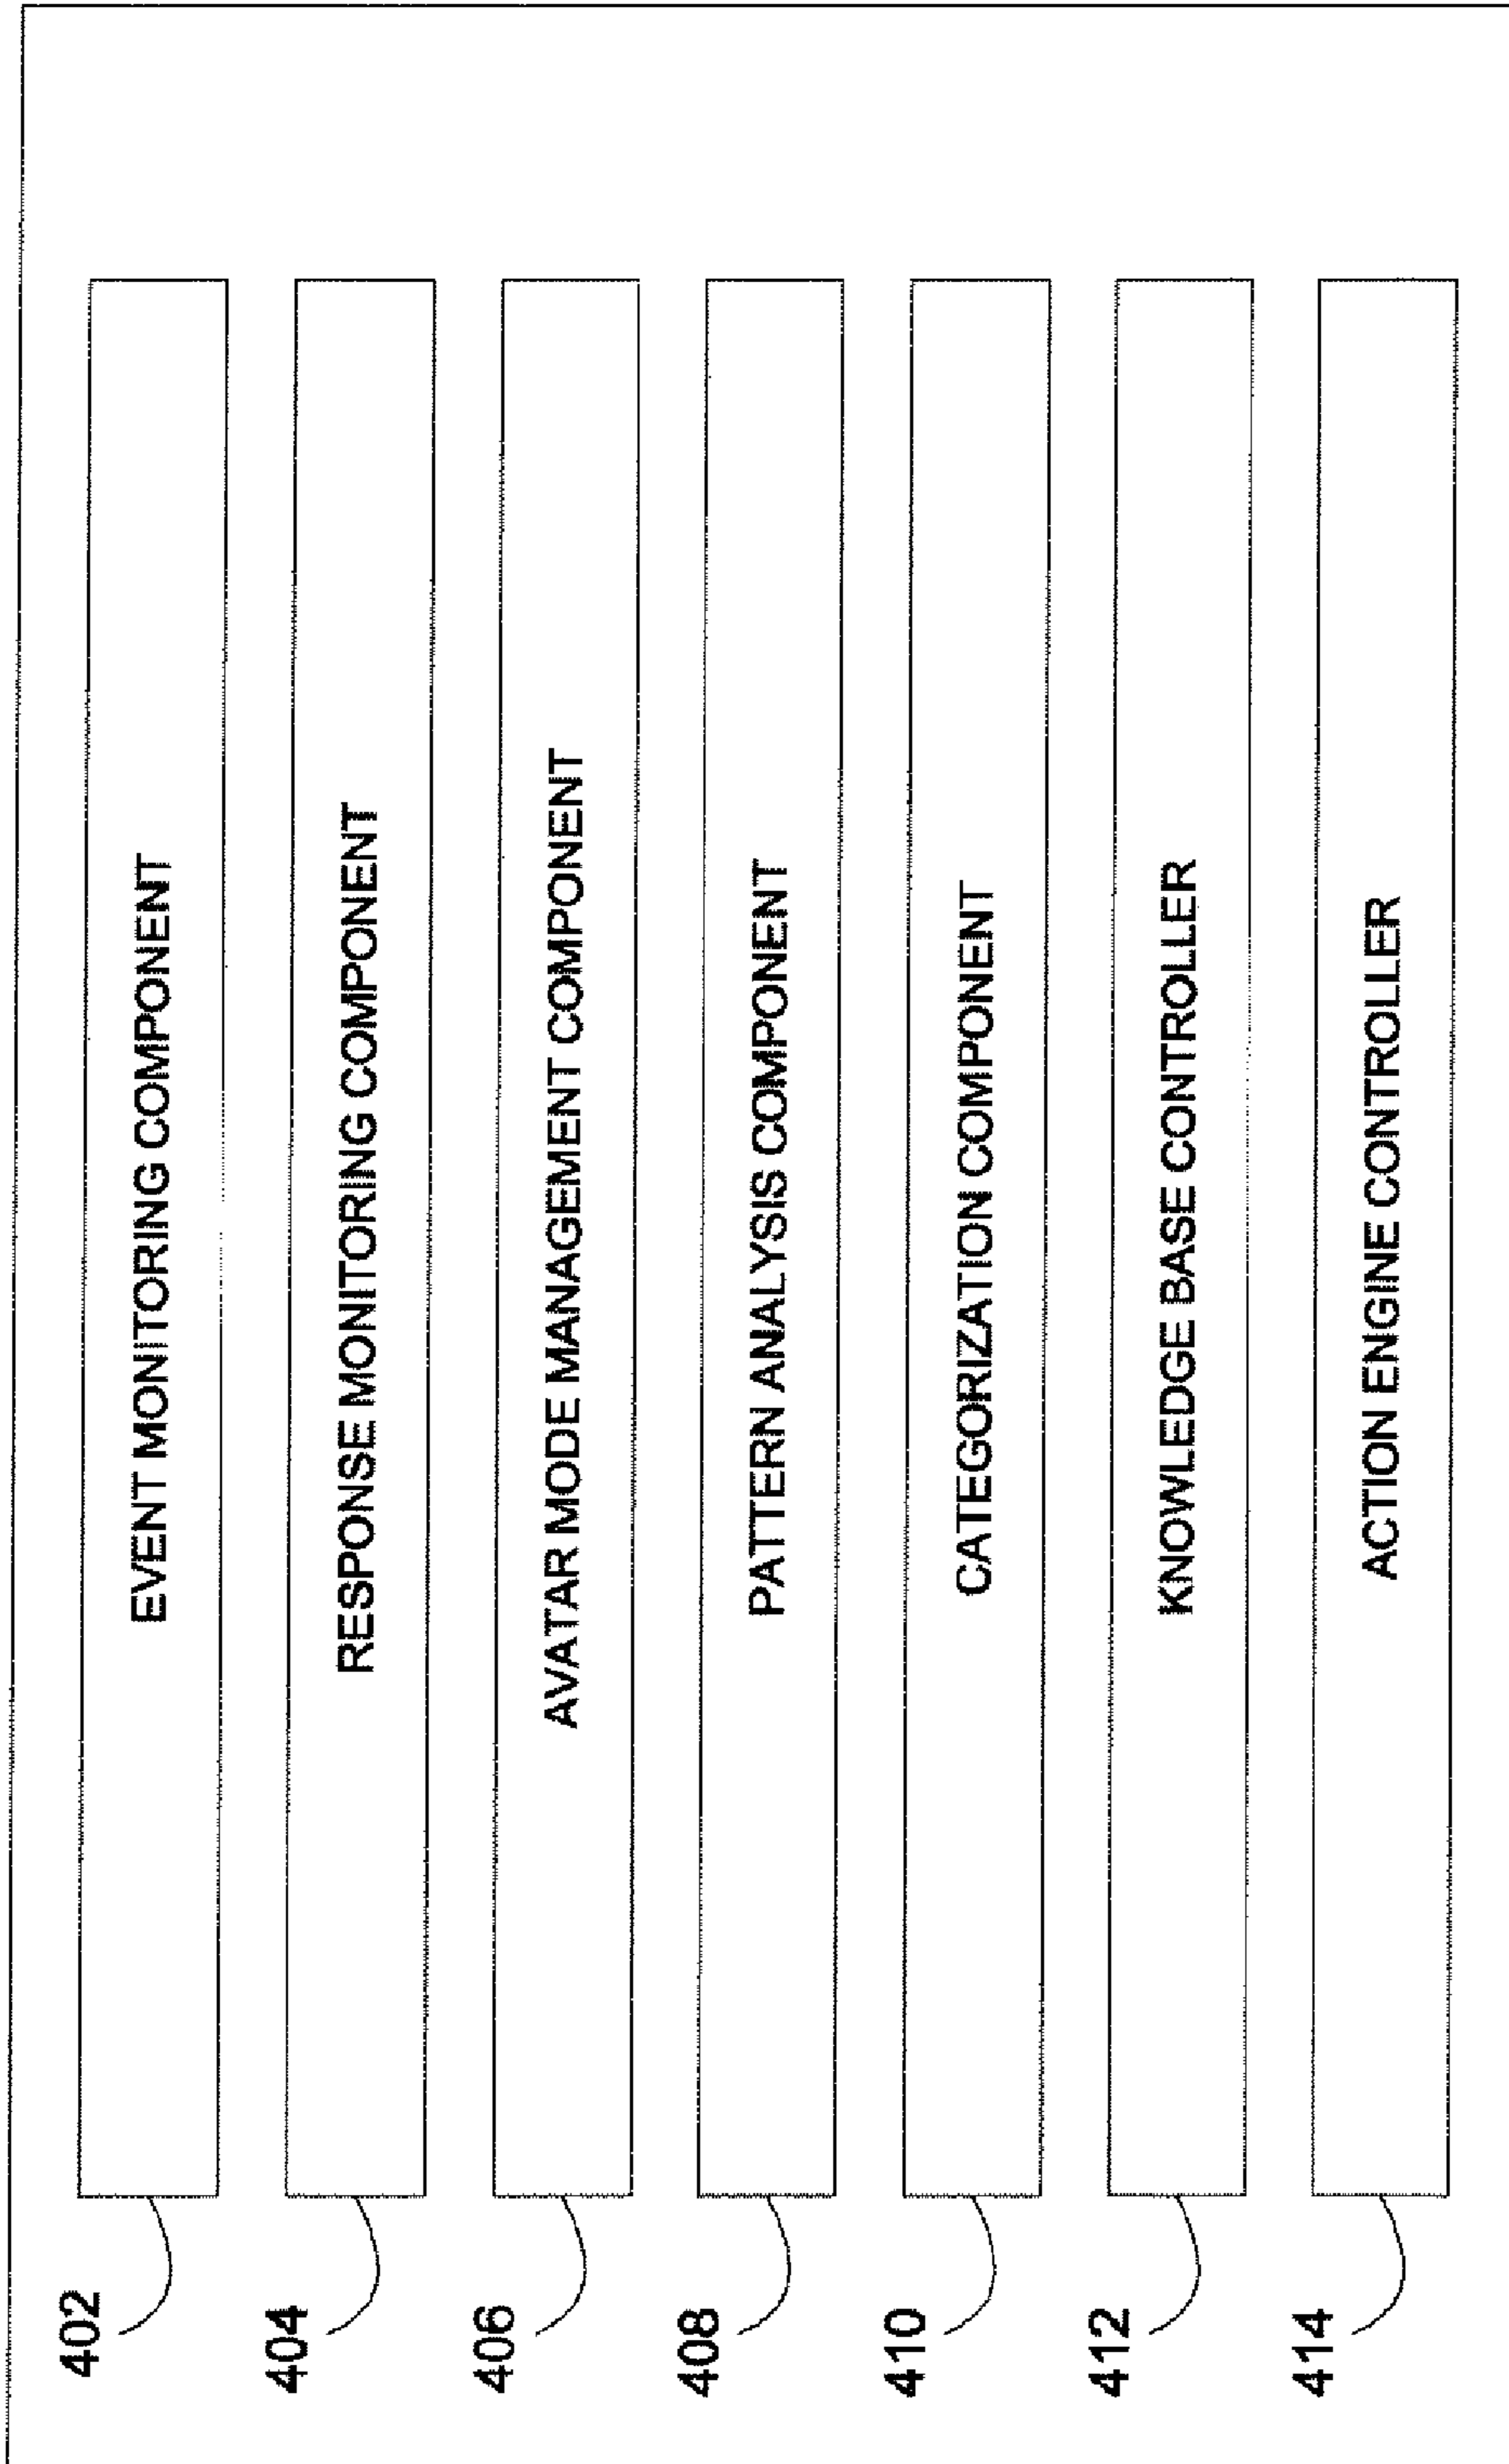 402
EVENT MONITORING COMPONENT
404
RESPONSE MONITORING COMPONENT
406
AVATAR MODE MANAGEMENT COMPONENT
408
PATTERN ANALYSIS COMPONENT
410
CATEGORIZATION COMPONENT
412
KNOWLEDGE BASE CONTROLLER
414
ACTION ENGINE CONTROLLER